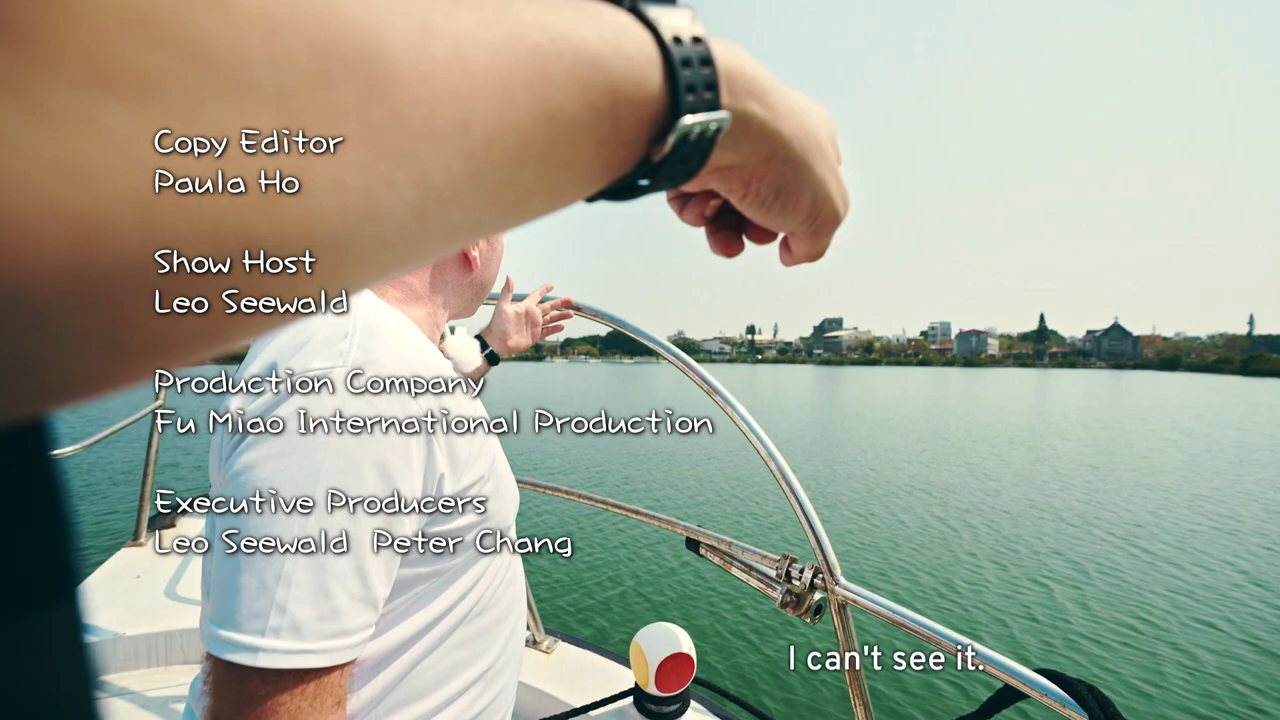 Copy Editor
Paula Ho
Show Host
Leo Seewald
Production Company
Fu Miao International Production
Executive Producers
Leo Seewald Peter Chang
I can't see it.